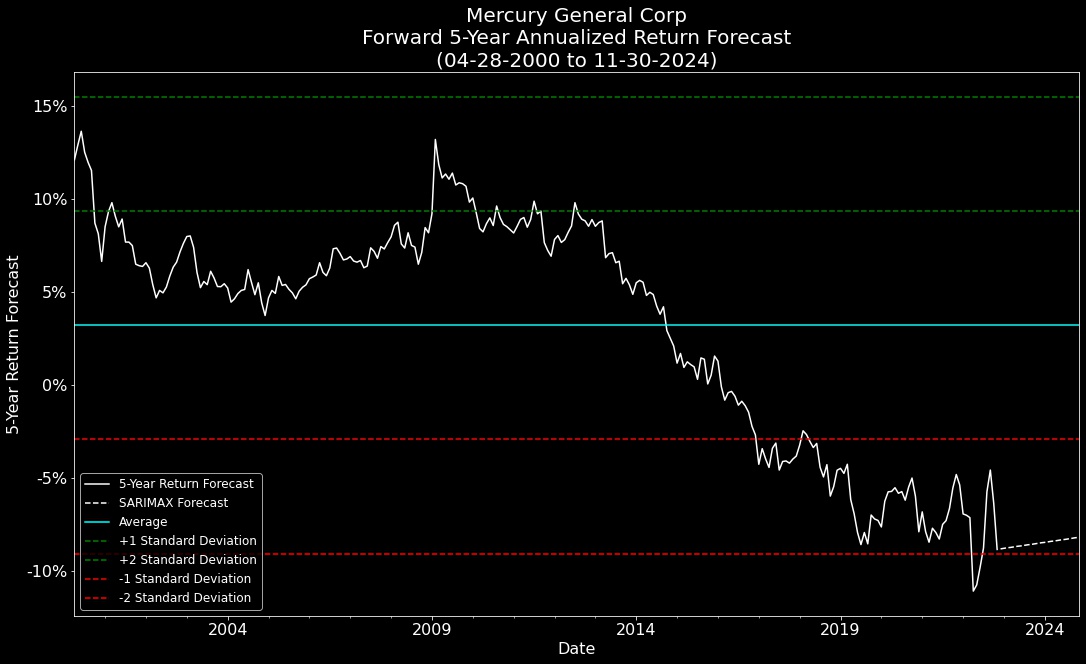 Mercury General Corp
Forward 5-Year Annualized Return Forecast
(04-28-2000 to 11-30-2024)
5-Year Return Forecast
15%
10%
5%
0%
-5%
-10%
5-Year Return Forecast
SARIMAX Forecast
Average
+1 Standard Deviation
+2 Standard Deviation
-1 Standard Deviation
-2 Standard Deviation
2004 2009 2014 2019 2024
Date